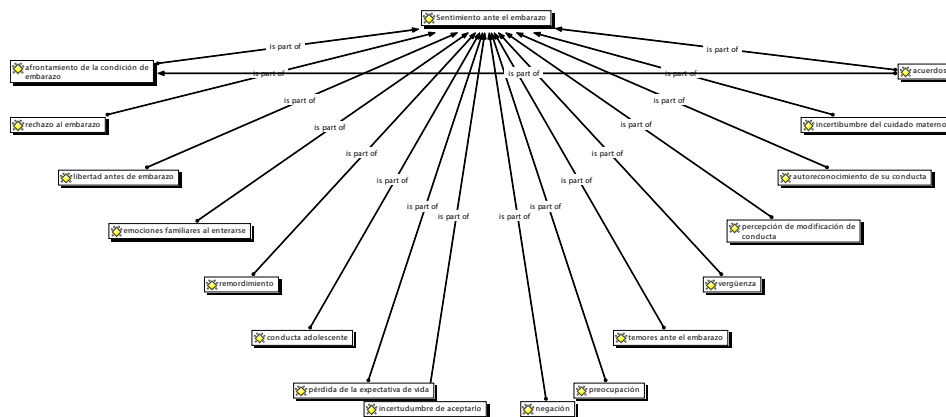 Sentimiento ante el embarazo
is part of
is part of
afrontamiento de la condición de
embarazo
is part of
is part of
acuerdos
is part of
is part of
rechazo al embarazo
incertibumbre del cuidado materno
is part of
is part of
is part of
is part of
libertad antes de embarazo
autoreconocimiento de su conducta
is part of
is part of
is part of
is part of
is part of
is part of
emociones familiares al enterarse
percepción de modificación de
conducta
remordimiento
vergüenza
conducta adolescente
temores ante el embarazo
pérdida de la expectativa de vida
preocupación
incertudumbre de aceptarlo
negación